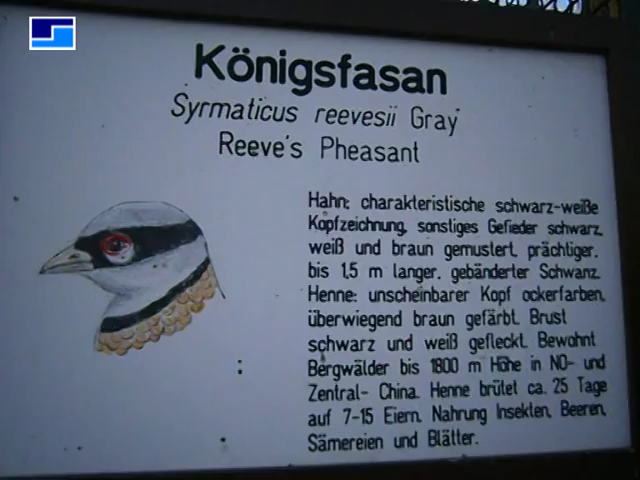 Königsfasan
Syrmaticus reevesii Gray
Reeve's Pheasant
Hahn: charakteristische schwarz-weiße
Kopfzeichnung, sonstiges Gefieder schwarz,
weiß und braun gemustert, prächtiger,
bis 1,5 m langer, gebänderter Schwanz.
Henne: unscheinbarer Kopf ockerfarben,
überwiegend braun gefärbt. Brust
schwarz und weiß gefleckt. Bewohnt
Bergwälder bis 1800 m Höhe in NO- und
Zentral- China. Henne brütet ca. 25 Tage
auf 7-15 Eiern. Nahrung Insekten, Beeren,
Sämereien und Blätter.